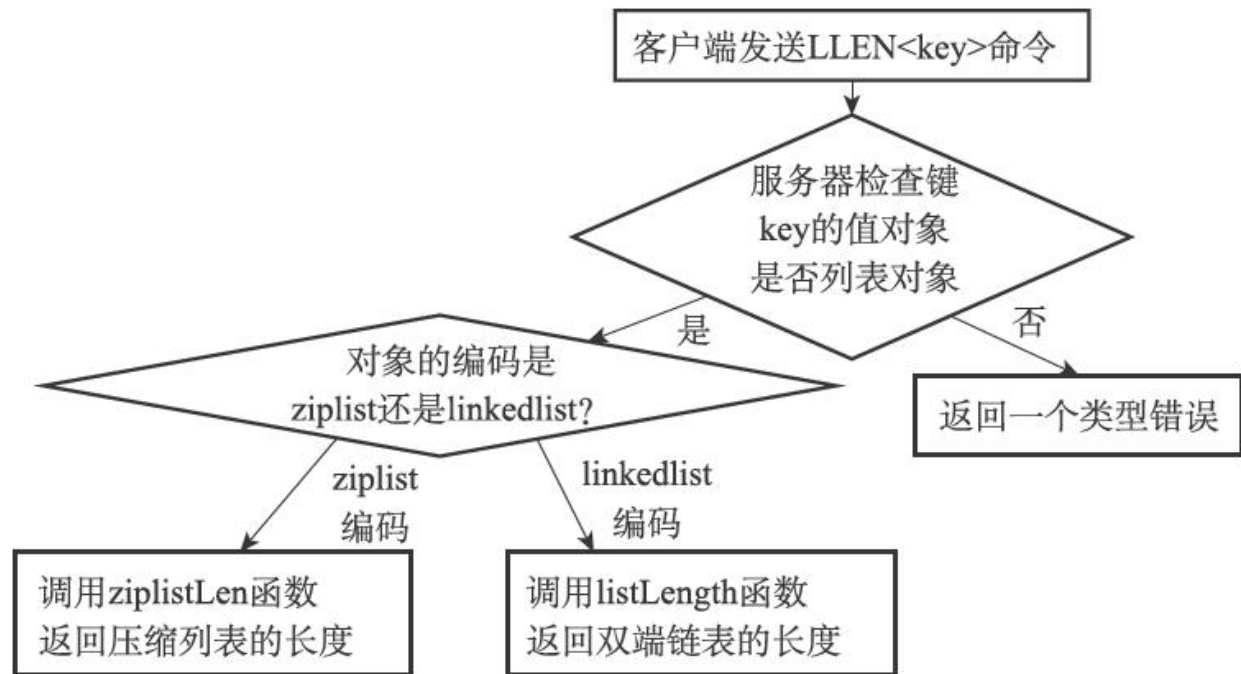 客户端发送LLEN<key>命令
服务器检查键
key的值对象
是否列表对象
是
否
对象的编码是
ziplist还是linkedlist？
返回一个类型错误
ziplist
编码
linkedlist
编码
调用ziplistLen函数
返回压缩列表的长度
调用listLength函数
返回双端链表的长度